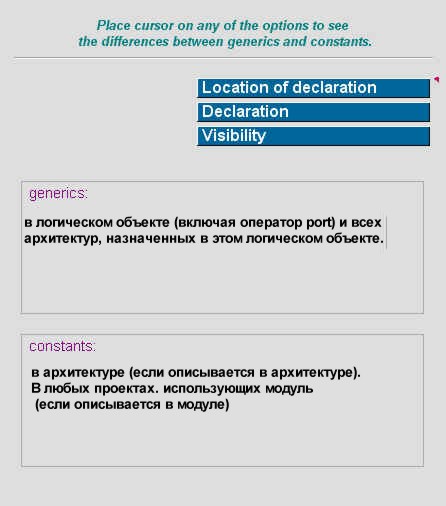 Place cursor on any of the options to see
the differences between generics and constants.
Location of declaration
Declaration
Visibility
generics:
в логическом объекте (включая оператор port) и всех
архитектур, назначенных в этом логическом объекте.
constants:
в архитектуре (если описывается в архитектуре).
В любых проектах. использующих модуль
(если описывается в модуле)